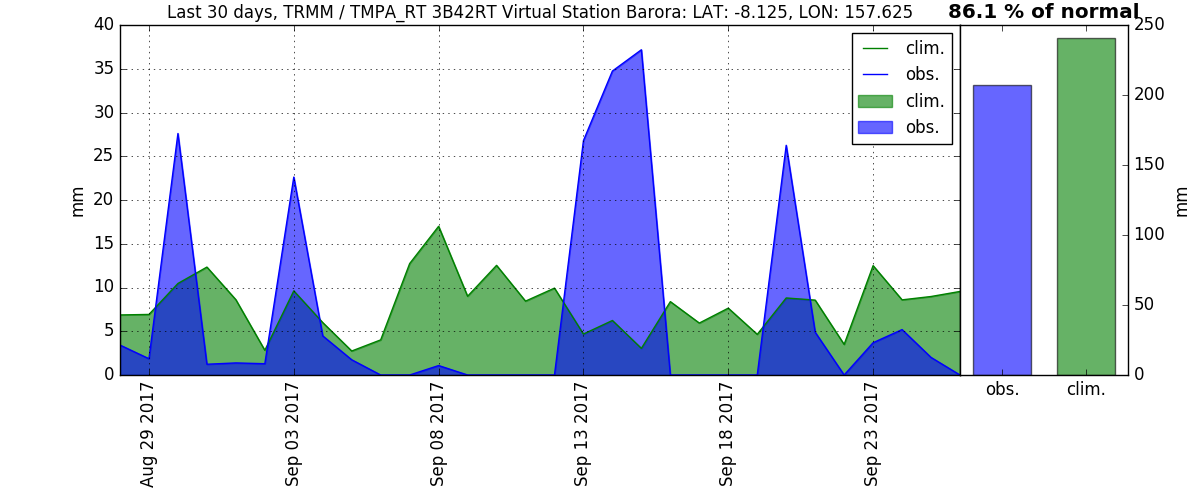 Last 30 days, TRMM / TMPA_RT 3B42RT Virtual Station Barora: LAT: -8.125, LON: 157.625
86.1 % of normal
mm
40
35
30
25
20
15
10
5
0
clim.
obs.
clim.
obs.
250
200
150
100
50
0
mm
obs.
clim.
Aug 29 2017
Sep 03 2017
Sep 08 2017
Sep 13 2017
Sep 18 2017
Sep 23 2017